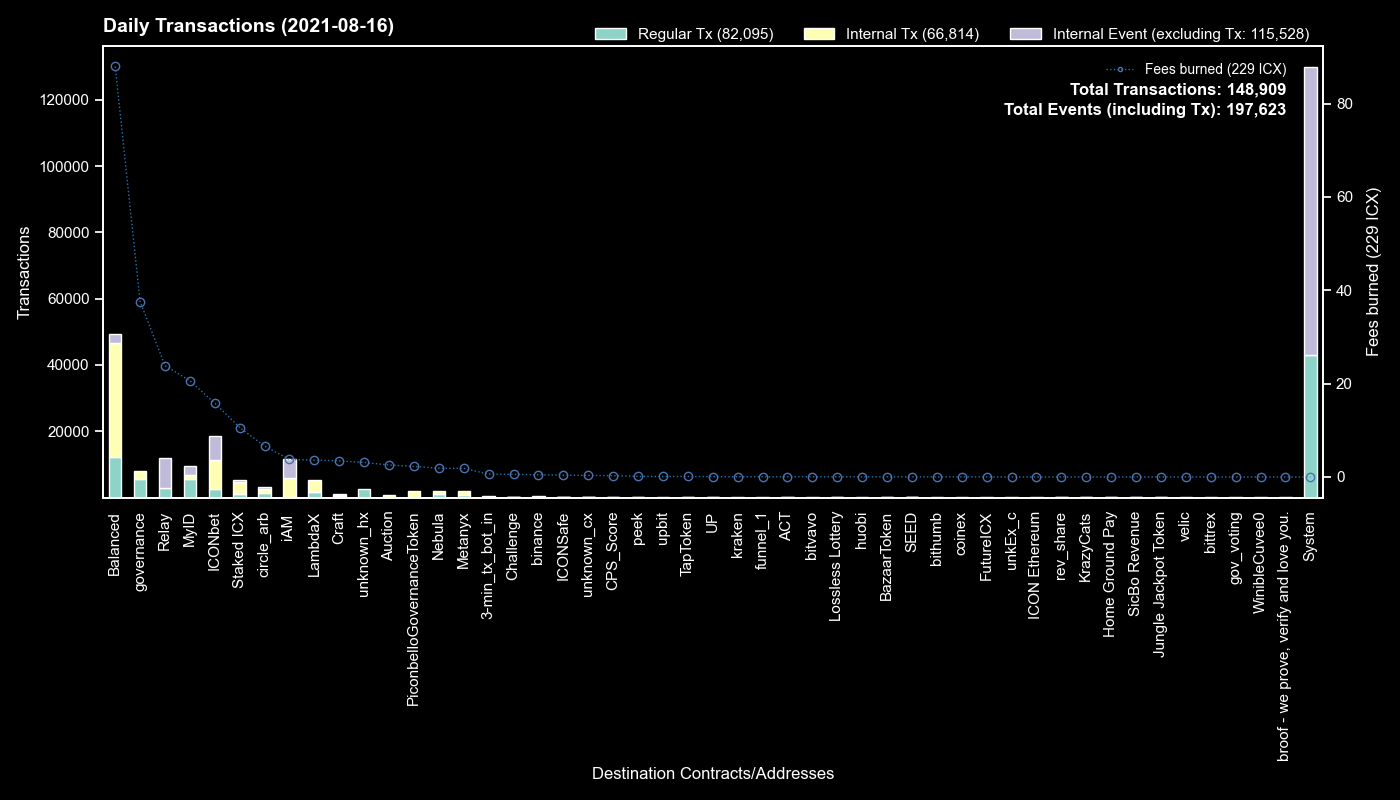 Daily Transactions (2021-08-16)
Regular Tx (82,095)
Internal Tx (66,814)
Internal Event (excluding Tx: 115,528)
Fees burned (229 ICX)
Total Transactions: 148,909
Total Events (including Tx): 197,623
Transactions
120000
100000
80000
60000
40000
20000
80
60
40
20
0
Fees burned (229 ICX)
Balanced
governance
Relay
MyID
ICONbet
Staked ICX
circle_arb
iAM
LambdaX
Craft
unknown_hx
Auction
PiconbelloGovernanceToken
Nebula
Metanyx
3-min_tx_bot_in
Challenge
binance
ICONSafe
unknown_cx
CPS_Score
peek
upbit
TapToken
UP
kraken
funnel_1
ACT
bitvavo
Lossless Lottery
huobi
BazaarToken
SEED
bithumb
coinex
FutureICX
unkEx_c
ICON Ethereum
rev_share
KrazyCats
Home Ground Pay
SicBo Revenue
Jungle Jackpot Token
velic
bittrex
gov_voting
WinibleCuvee0
broof - we prove, verify and love you.
System
Destination Contracts/Addresses